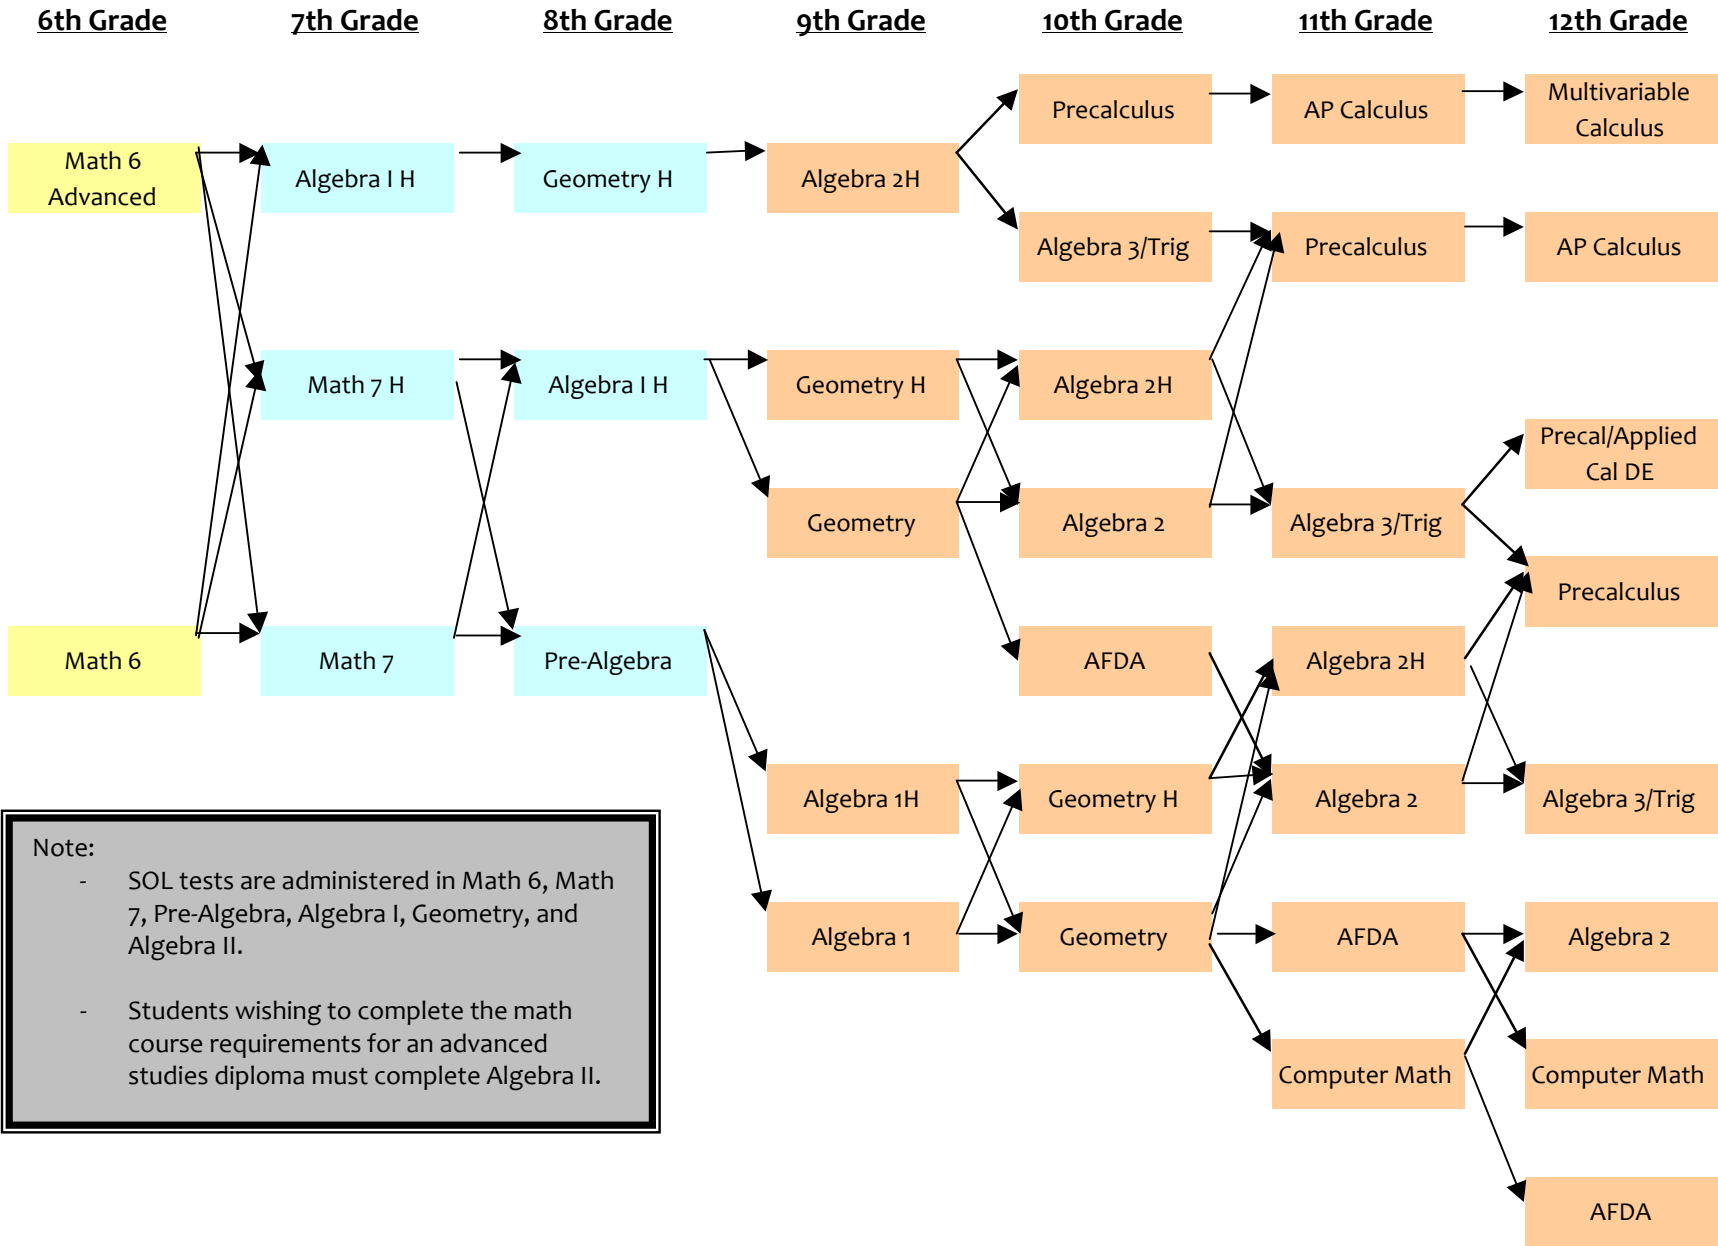 6th Grade
7th Grade
8th Grade
9th Grade
10th Grade
11th Grade
12th Grade
Precalculus
AP Calculus
Multivariable
Calculus
Math 6
Advanced
Algebra I H
Geometry H
Algebra 2H
Algebra 3/Trig
Precalculus
AP Calculus
Math 7 H
Algebra I H
Geometry H
Algebra 2H
Precal/Applied
Cal DE
Geometry
Algebra 2
Algebra 3/Trig
Precalculus
Math 6
Math 7
Pre-Algebra
AFDA
Algebra 2H
Algebra 1H
Geometry H
Algebra 2
Algebra 3/Trig
Algebra 1
Geometry
AFDA
Algebra 2
Computer Math
Computer Math
AFDA
Note:
- SOL tests are administered in Math 6, Math
7, Pre-Algebra, Algebra I, Geometry, and
Algebra II.
- Students wishing to complete the math
course requirements for an advanced
studies diploma must complete Algebra II.